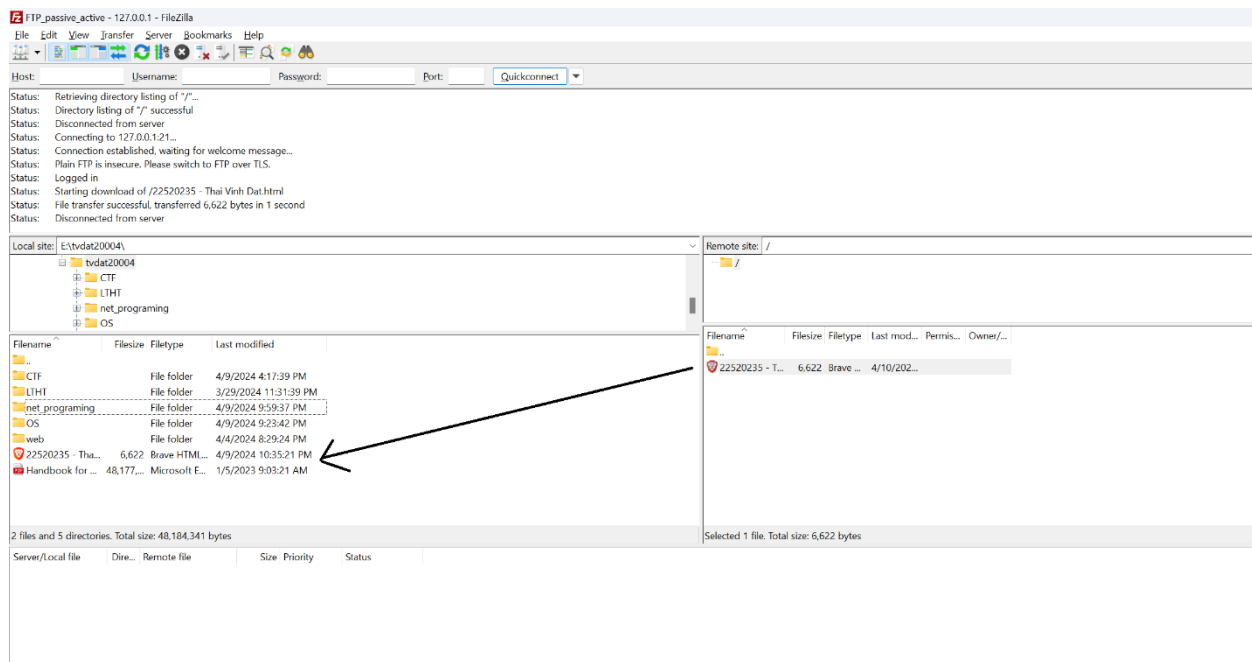 FTP_passive_active - 127.0.0.1 - FileZilla
File Edit View Transfer Server Bookmarks Help
Host: Username: Password: Port: Quickconnect
Status: Retrieving directory listing of "/"...
Status: Directory listing of "/" successful
Status: Disconnected from server
Status: Connecting to 127.0.0.1:21...
Status: Connection established, waiting for welcome message...
Status: Plain FTP is insecure. Please switch to FTP over TLS.
Status: Logged in
Status: Starting download of /22520235 - Thai Vinh Dat.html
Status: File transfer successful, transferred 6,622 bytes in 1 second
Status: Disconnected from server
Local site: E:\tvdat20004\
tvdat20004
CTF
LTHT
net_programing
OS
Filename Filesize Filetype Last modified
..
CTF File folder 4/9/2024 4:17:39 PM
LTHT File folder 3/29/2024 11:31:39 PM
net_programing File folder 4/9/2024 9:59:37 PM
OS File folder 4/9/2024 9:23:42 PM
web File folder 4/4/2024 8:29:24 PM
22520235 - Tha... 6,622 Brave HTML... 4/9/2024 10:35:21 PM
Handbook for ... 48,177,... Microsoft E... 1/5/2023 9:03:21 AM
2 files and 5 directories. Total size: 48,184,341 bytes
Remote site: /
/
Filename Filesize Filetype Last mod... Permis... Owner/...
..
22520235 - T... 6,622 Brave ... 4/10/202...
Selected 1 file. Total size: 6,622 bytes
Server/Local file Dire... Remote file Size Priority Status